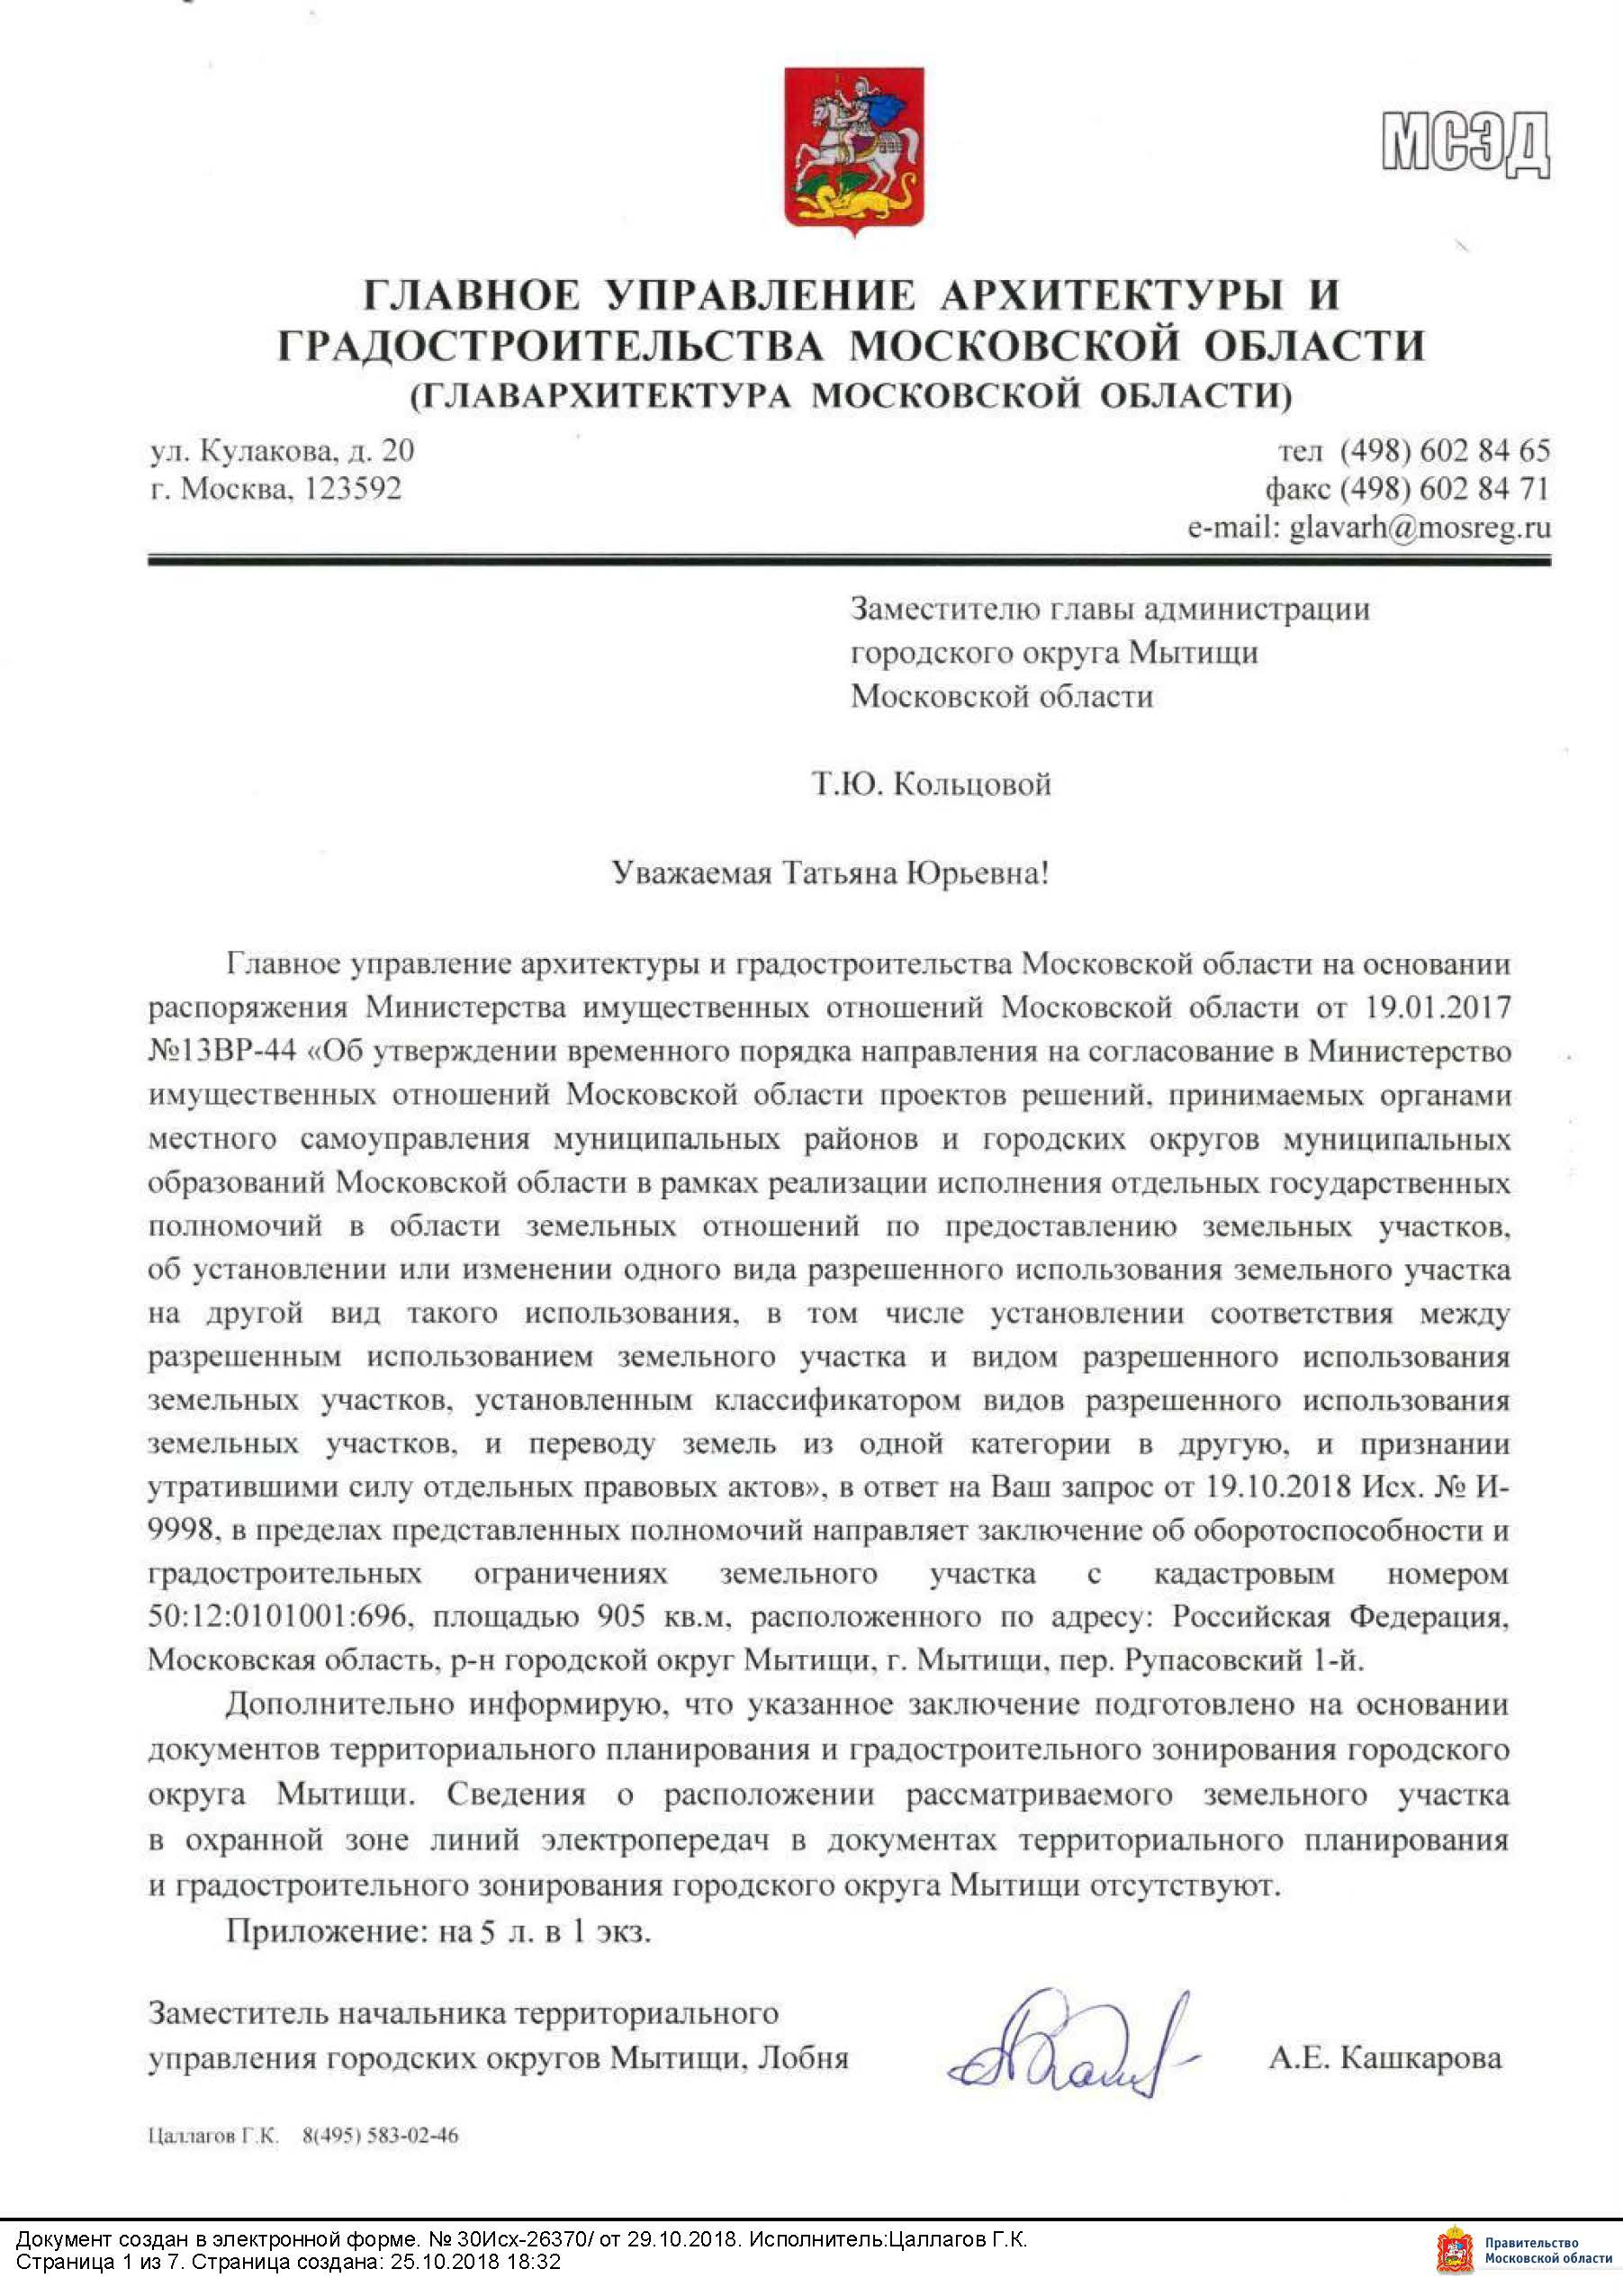 МСЭД
ГЛАВНОЕ УПРАВЛЕНИЕ АРХИТЕКТУРЫ И
ГРАДОСТРОИТЕЛЬСТВА МОСКОВСКОЙ ОБЛАСТИ
(ГЛАВАРХИТЕКТУРА МОСКОВСКОЙ ОБЛАСТИ)
ул. Кулакова, д. 20
г. Москва, 123592
тел (498) 602 84 65
факс (498) 602 84 71
e-mail: glavarh@mosreg.ru
Заместителю главы администрации
городского округа Мытищи
Московской области
Т.Ю. Кольцовой
Уважаемая Татьяна Юрьевна!
Главное управление архитектуры и градостроительства Московской области на основании
распоряжения Министерства имущественных отношений Московской области от 19.01.2017
№13ВР-44 «Об утверждении временного порядка направления на согласование в Министерство
имущественных отношений Московской области проектов решений, принимаемых органами
местного самоуправления муниципальных районов и городских округов муниципальных
образований Московской области в рамках реализации исполнения отдельных государственных
полномочий в области земельных отношений по предоставлению земельных участков,
об установлении или изменении одного вида разрешенного использования земельного участка
на другой вид такого использования, в том числе установлении соответствия между
разрешенным использованием земельного участка и видом разрешенного использования
земельных участков, установленным классификатором видов разрешенного использования
земельных участков, и переводу земель из одной категории в другую, и признании
утратившими силу отдельных правовых актов», в ответ на Ваш запрос от 19.10.2018 Исх. № И-
9998, в пределах представленных полномочий направляет заключение об оборотоспособности и
градостроительных ограничениях земельного участка с кадастровым номером
50:12:0101001:696, площадью 905 кв.м, расположенного по адресу: Российская Федерация,
Московская область, р-н городской округ Мытищи, г. Мытищи, пер. Рупасовский 1-й.
Дополнительно информирую, что указанное заключение подготовлено на основании
документов территориального планирования и градостроительного зонирования городского
округа Мытищи. Сведения о расположении рассматриваемого земельного участка
в охранной зоне линий электропередач в документах территориального планирования
и градостроительного зонирования городского округа Мытищи отсутствуют.
Приложение: на 5 л. в 1 экз.
Заместитель начальника территориального
управления городских округов Мытищи, Лобня
А.Е. Кашкарова
Цаллагов Г.К. 8(495) 583-02-46
Документ создан в электронной форме. № 30Исх-26370/ от 29.10.2018. Исполнитель:Цаллагов Г.К.
Страница 1 из 7. Страница создана: 25.10.2018 18:32
Правительство
Московской области